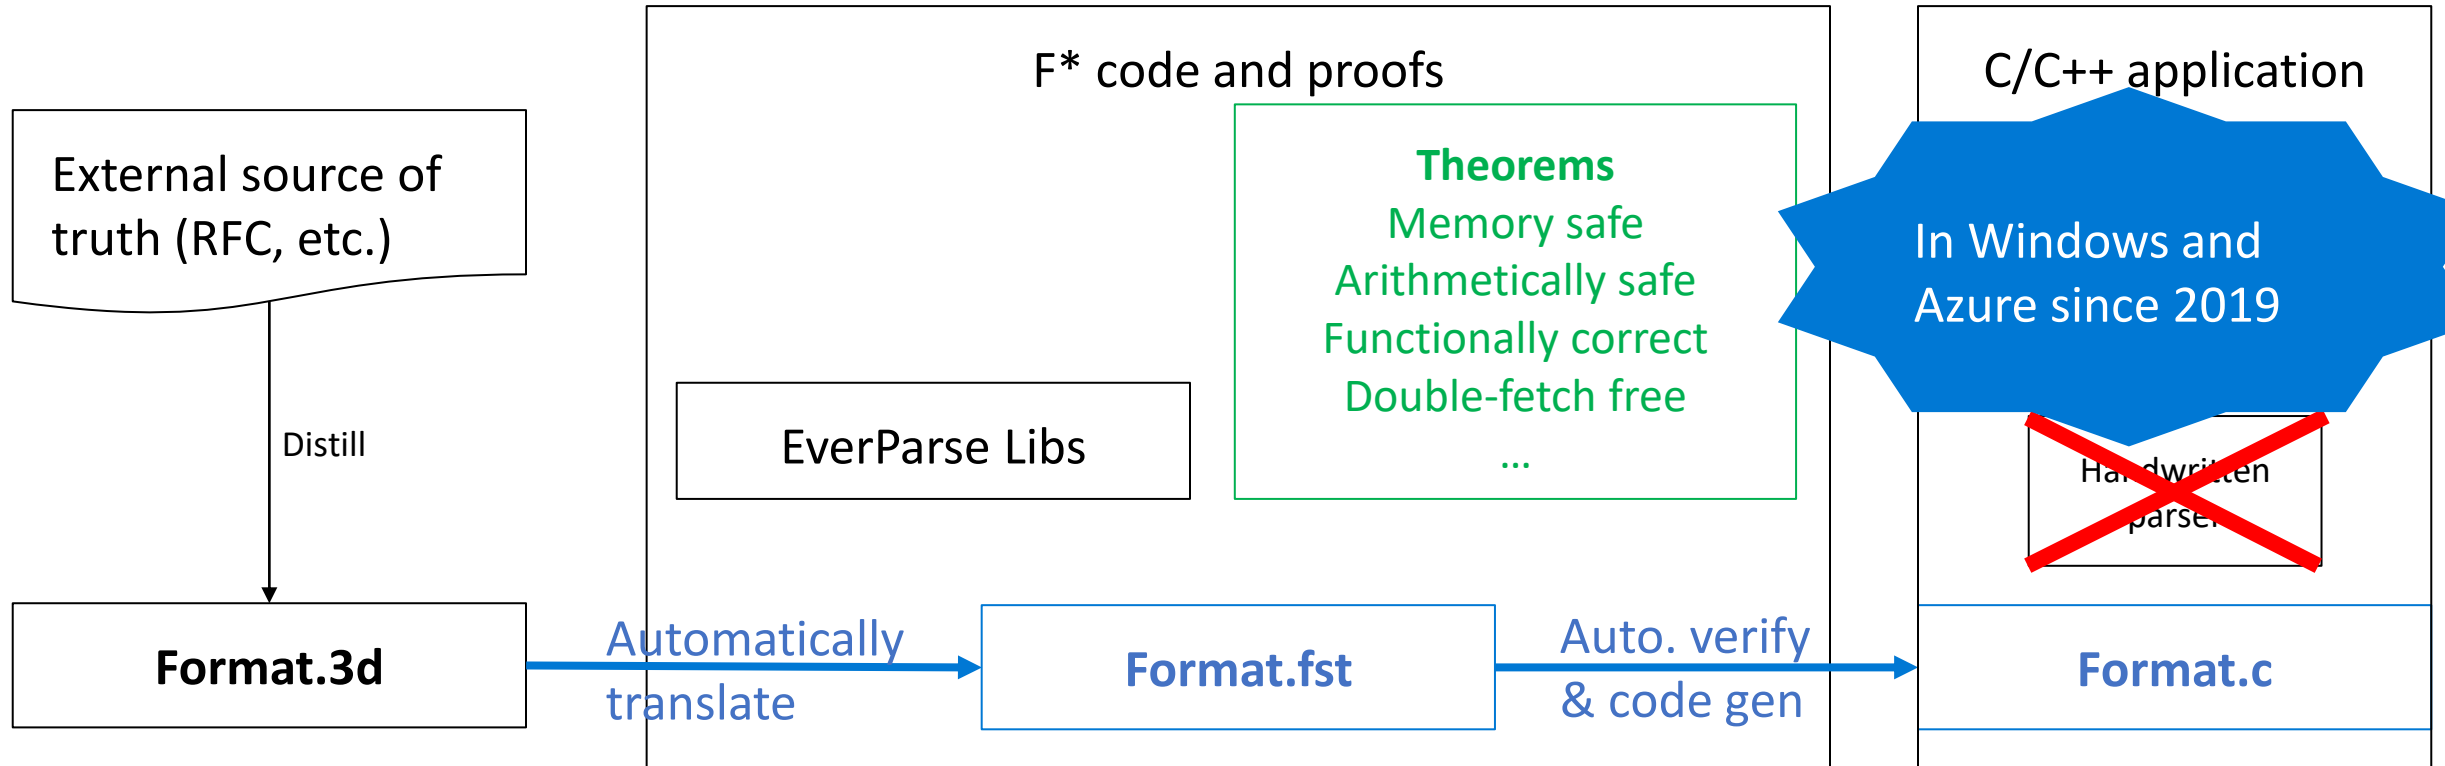 F* code and proofs
C/C++ application
External source of
truth (RFC, etc.)
Theorems
Memory safe
Arithmetically safe
Functionally correct
Double-fetch free
...
In Windows and
Azure since 2019
EverParse Libs
Distill
Handwritten
parser
Format.3d
Automatically
translate
Format.fst
Auto. verify
& code gen
Format.c